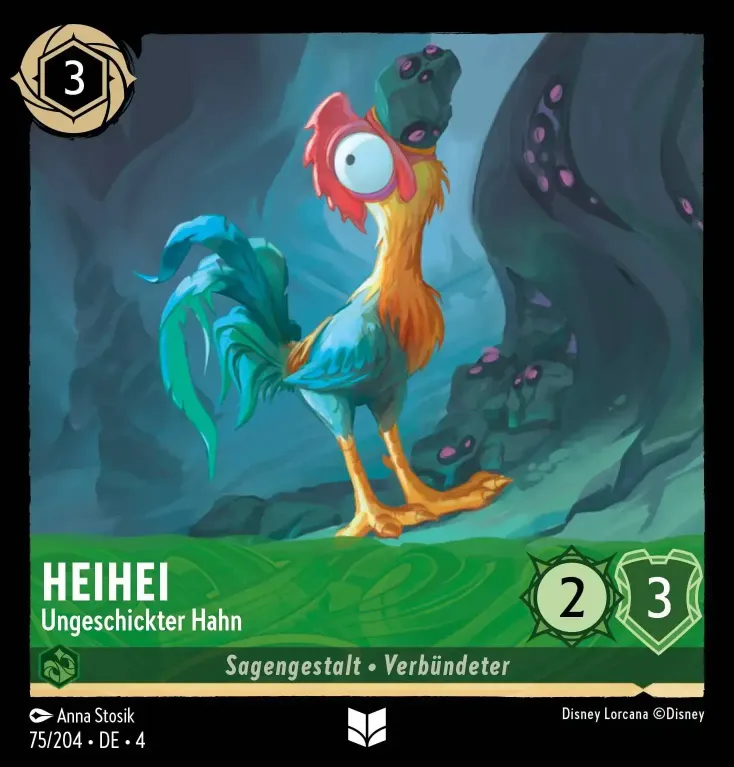 3
HEIHEI
Ungeschickter Hahn
2
3
Sagengestalt • Verbündeter
Anna Stosik
Disney Lorcana ©Disney
75/204 • DE • 4